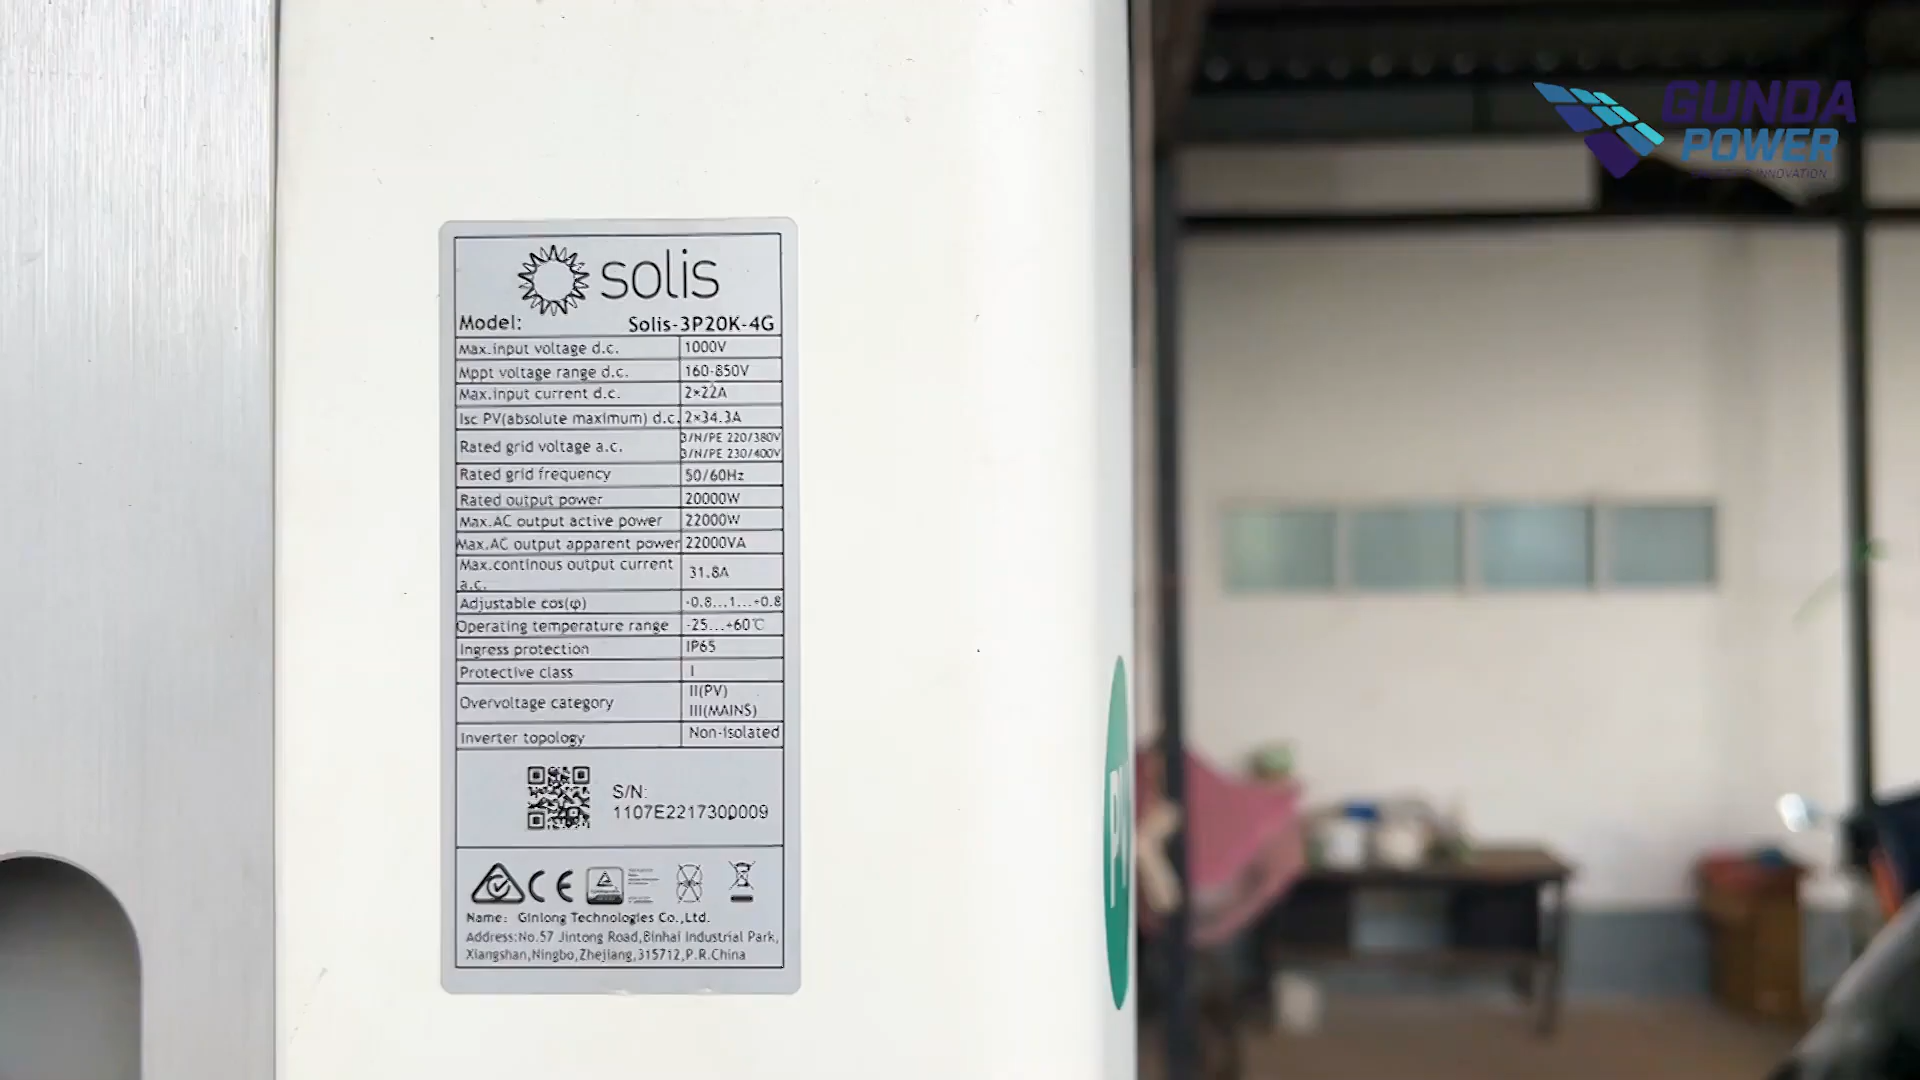 GUNDA
POWER
INNOVATION
solis
Model: Solis-3P20K-4G
Max.input voltage d.c. 1000V
Mppt voltage range d.c. 160-850V
Max.input current d.c. 2×22A
Isc PV(absolute maximum) d.c. 2×34.3A
Rated grid voltage a.c. 3/N/PE 220/380V
3/N/PE 230/400V
Rated grid frequency 50/60Hz
Rated output power 20000W
Max.AC output active power 22000W
Max.AC output apparent power 22000VA
Max.continous output current
a.c. 31.8A
Adjustable cos(φ) -0.8...1...+0.8
Operating temperature range -25...+60℃
Ingress protection IP65
Protective class I
Overvoltage category II(PV)
III(MAINS)
Inverter topology Non-isolated
S/N:
1107E2217300009
CE
Name: Ginlong Technologies Co.,Ltd.
Address:No.57 Jintong Road,Binhai Industrial Park,
Xiangshan,Ningbo,Zhejiang,315712,P.R.China